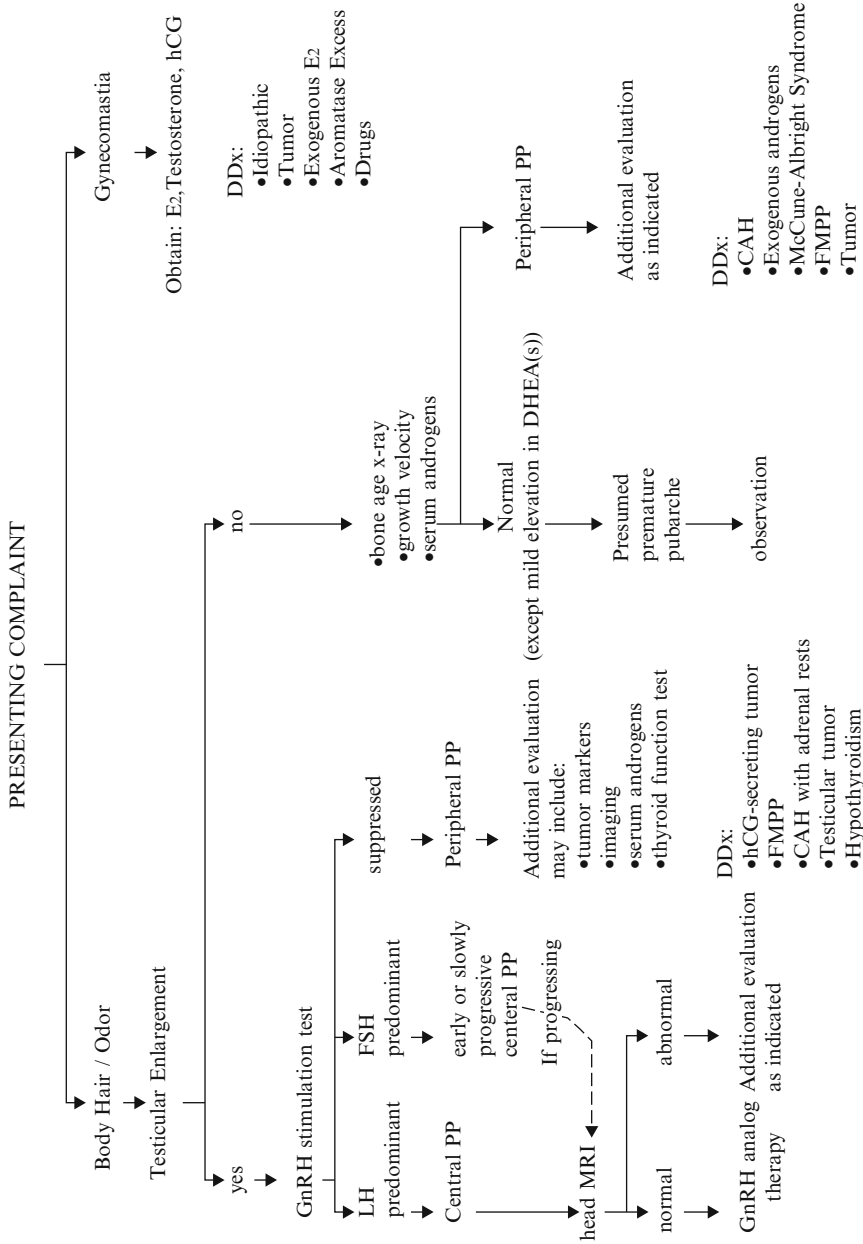 PRESENTING COMPLAINT
Body Hair / Odor
Testicular Enlargement
yes
GnRH stimulation test
LH
predominant
Central PP
head MRI
normal
GnRH analog
therapy
abnormal
Additional evaluation
as indicated
FSH
predominant
early or slowly
progressive
centeral PP
If progressing
suppressed
Peripheral PP
Additional evaluation
may include:
•tumor markers
•imaging
•serum androgens
•thyroid function test
DDx:
•hCG-secreting tumor
•FMPP
•CAH with adrenal rests
•Testicular tumor
•Hypothyroidism
no
•bone age x-ray
•growth velocity
•serum androgens
Normal
(except mild elevation in DHEA(s))
Presumed
premature
pubarche
observation
Peripheral PP
Additional evaluation
as indicated
DDx:
•CAH
•Exogenous androgens
•McCune-Albright Syndrome
•FMPP
•Tumor
Gynecomastia
Obtain: E2,Testosterone, hCG
DDx:
•Idiopathic
•Tumor
•Exogenous E2
•Aromatase Excess
•Drugs